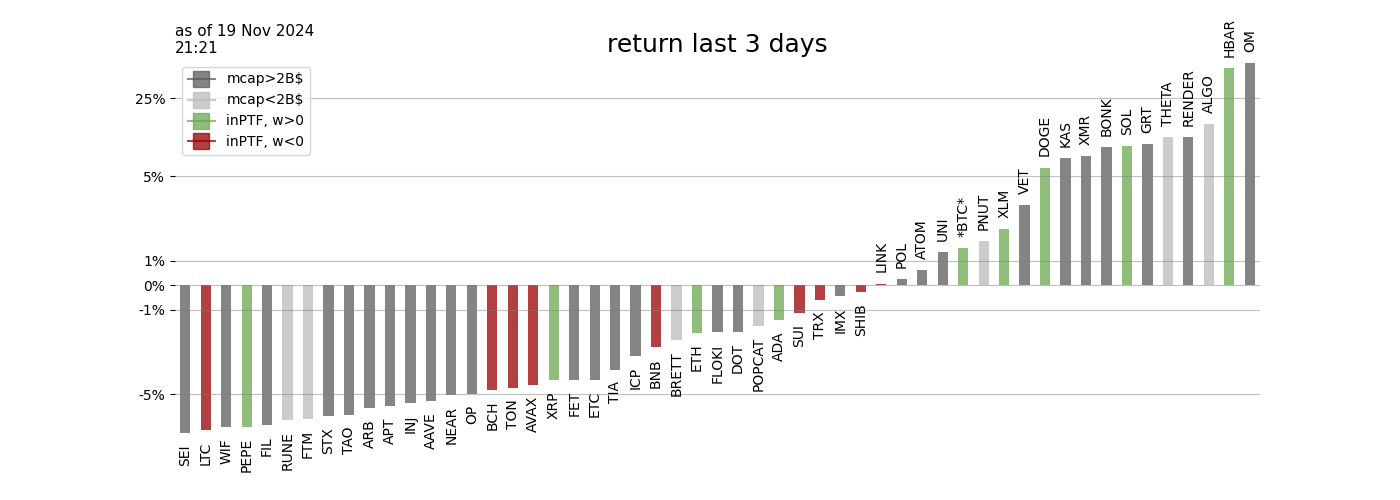 as of 19 Nov 2024
21:21
return last 3 days
mcap>2B$
mcap<2B$
inPTF, w>0
inPTF, w<0
25%
5%
1%
0%
-1%
-5%
SEI
LTC
WIF
PEPE
FIL
RUNE
FTM
STX
TAO
ARB
APT
INJ
AAVE
NEAR
OP
BCH
TON
AVAX
XRP
FET
ETC
TIA
ICP
BNB
BRETT
ETH
FLOKI
DOT
POPCAT
ADA
SUI
TRX
IMX
SHIB
LINK
POL
ATOM
UNI
*BTC*
PNUT
XLM
VET
DOGE
KAS
XMR
BONK
SOL
GRT
THETA
RENDER
ALGO
HBAR
OM